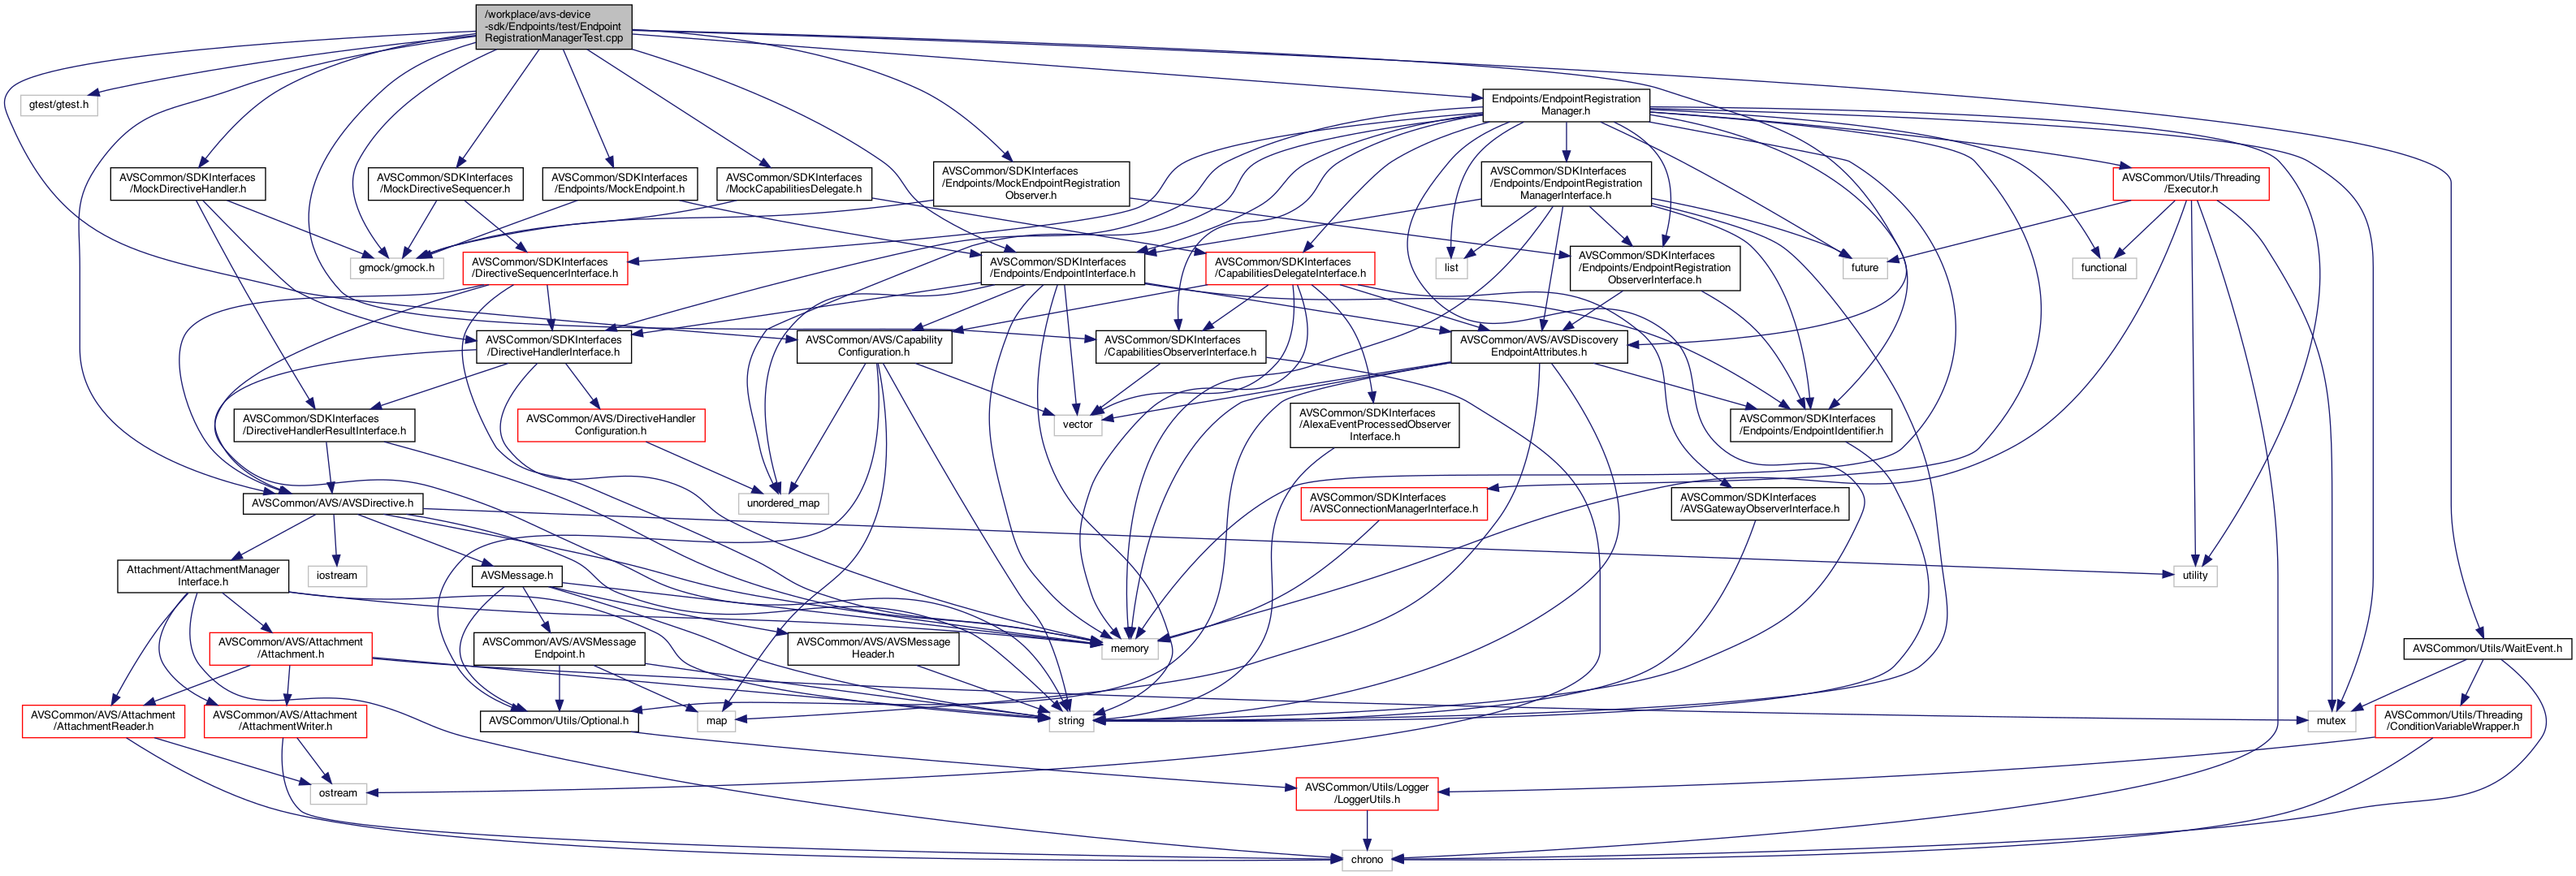 /workplace/avs-device
-sdk/Endpoints/test/Endpoint
RegistrationManagerTest.cpp
gtest/gtest.h
Endpoints/EndpointRegistration
Manager.h
AVSCommon/SDKInterfaces
/MockDirectiveHandler.h
AVSCommon/SDKInterfaces
/MockDirectiveSequencer.h
AVSCommon/SDKInterfaces
/Endpoints/MockEndpoint.h
AVSCommon/SDKInterfaces
/MockCapabilitiesDelegate.h
AVSCommon/SDKInterfaces
/Endpoints/MockEndpointRegistration
Observer.h
AVSCommon/SDKInterfaces
/Endpoints/EndpointRegistration
ManagerInterface.h
AVSCommon/Utils/Threading
/Executor.h
gmock/gmock.h
AVSCommon/SDKInterfaces
/DirectiveSequencerInterface.h
AVSCommon/SDKInterfaces
/Endpoints/EndpointInterface.h
AVSCommon/SDKInterfaces
/CapabilitiesDelegateInterface.h
list
AVSCommon/SDKInterfaces
/Endpoints/EndpointRegistration
ObserverInterface.h
future
functional
AVSCommon/SDKInterfaces
/DirectiveHandlerInterface.h
AVSCommon/AVS/Capability
Configuration.h
AVSCommon/SDKInterfaces
/CapabilitiesObserverInterface.h
AVSCommon/AVS/AVSDiscovery
EndpointAttributes.h
AVSCommon/SDKInterfaces
/DirectiveHandlerResultInterface.h
AVSCommon/AVS/DirectiveHandler
Configuration.h
vector
AVSCommon/SDKInterfaces
/AlexaEventProcessedObserver
Interface.h
AVSCommon/SDKInterfaces
/Endpoints/EndpointIdentifier.h
AVSCommon/AVS/AVSDirective.h
unordered_map
AVSCommon/SDKInterfaces
/AVSConnectionManagerInterface.h
AVSCommon/SDKInterfaces
/AVSGatewayObserverInterface.h
Attachment/AttachmentManager
Interface.h
iostream
AVSMessage.h
utility
AVSCommon/AVS/Attachment
/Attachment.h
AVSCommon/AVS/AVSMessage
Endpoint.h
AVSCommon/AVS/AVSMessage
Header.h
memory
AVSCommon/Utils/WaitEvent.h
AVSCommon/AVS/Attachment
/AttachmentReader.h
AVSCommon/AVS/Attachment
/AttachmentWriter.h
AVSCommon/Utils/Optional.h
map
string
mutex
AVSCommon/Utils/Threading
/ConditionVariableWrapper.h
ostream
AVSCommon/Utils/Logger
/LoggerUtils.h
chrono